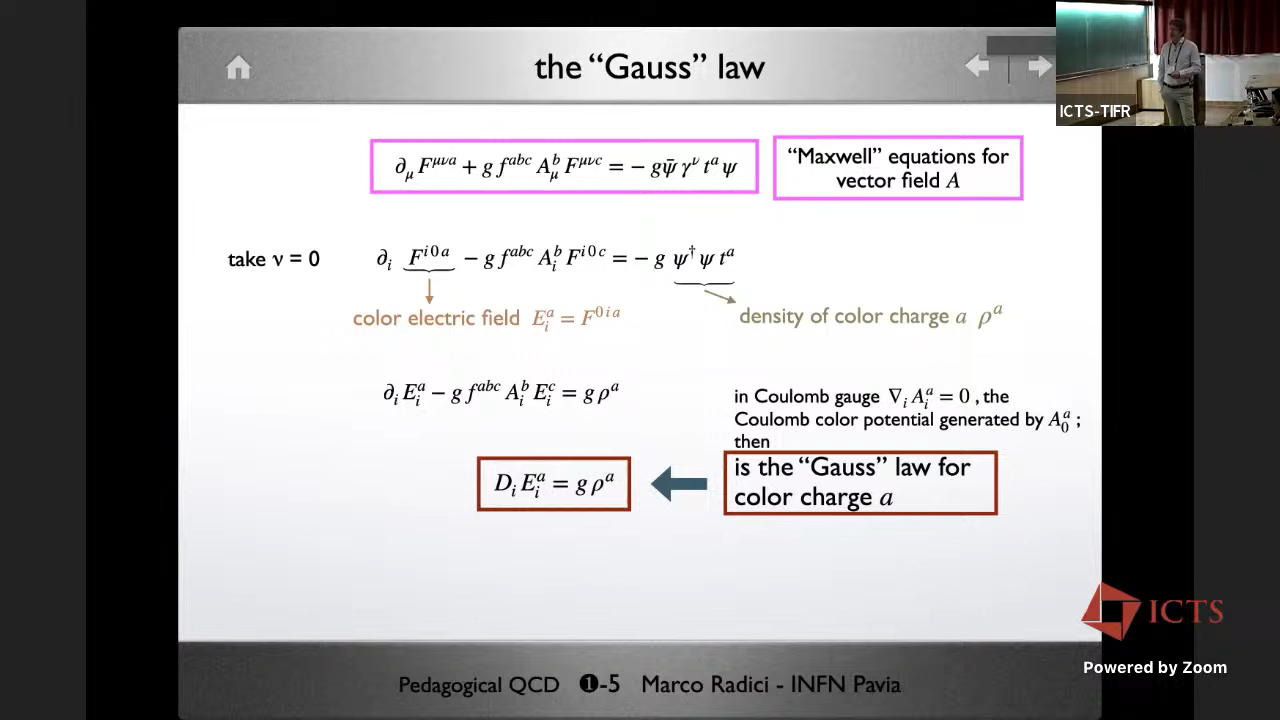 the “Gauss” law
ICTS-TIFR
∂_μ F^{μνa} + g f^{abc} A_μ^b F^{μνc} = − g ψ̄ γ^ν t^a ψ
“Maxwell” equations for
vector field A
take ν = 0
∂_i F^{i0a} − g f^{abc} A_i^b F^{i0c} = − g ψ^† ψ t^a
color electric field E_i^a = F^{0ia}
density of color charge a ρ^a
∂_i E_i^a − g f^{abc} A_i^b E_i^c = g ρ^a
in Coulomb gauge ∇_i A_i^a = 0 , the
Coulomb color potential generated by A_0^a ;
then
D_i E_i^a = g ρ^a
is the “Gauss” law for
color charge a
ICTS
Powered by Zoom
Pedagogical QCD ❶-5 Marco Radici - INFN Pavia